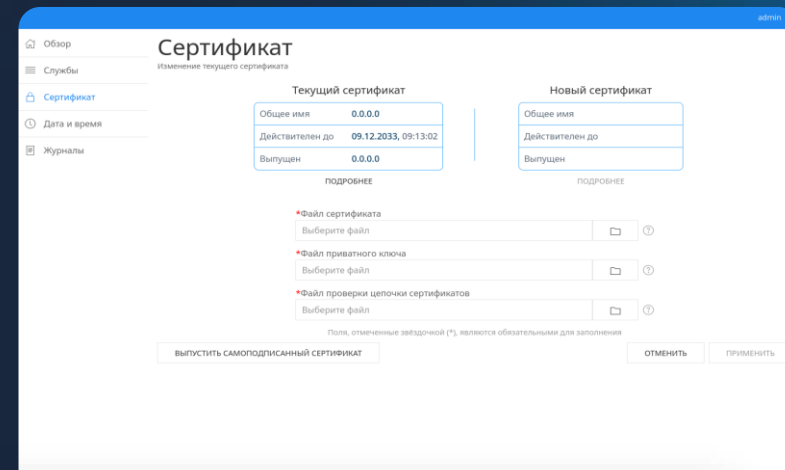 admin
Обзор
Службы
Сертификат
Дата и время
Журналы
Сертификат
Изменение текущего сертификата
Текущий сертификат
Общее имя 0.0.0.0
Действителен до 09.12.2033, 09:13:02
Выпущен 0.0.0.0
ПОДРОБНЕЕ
Новый сертификат
Общее имя
Действителен до
Выпущен
ПОДРОБНЕЕ
*Файл сертификата
Выберите файл
*Файл приватного ключа
Выберите файл
*Файл проверки цепочки сертификатов
Выберите файл
Поля, отмеченные звёздочкой (*), являются обязательными для заполнения
ВЫПУСТИТЬ САМОПОДПИСАННЫЙ СЕРТИФИКАТ
ОТМЕНИТЬ
ПРИМЕНИТЬ